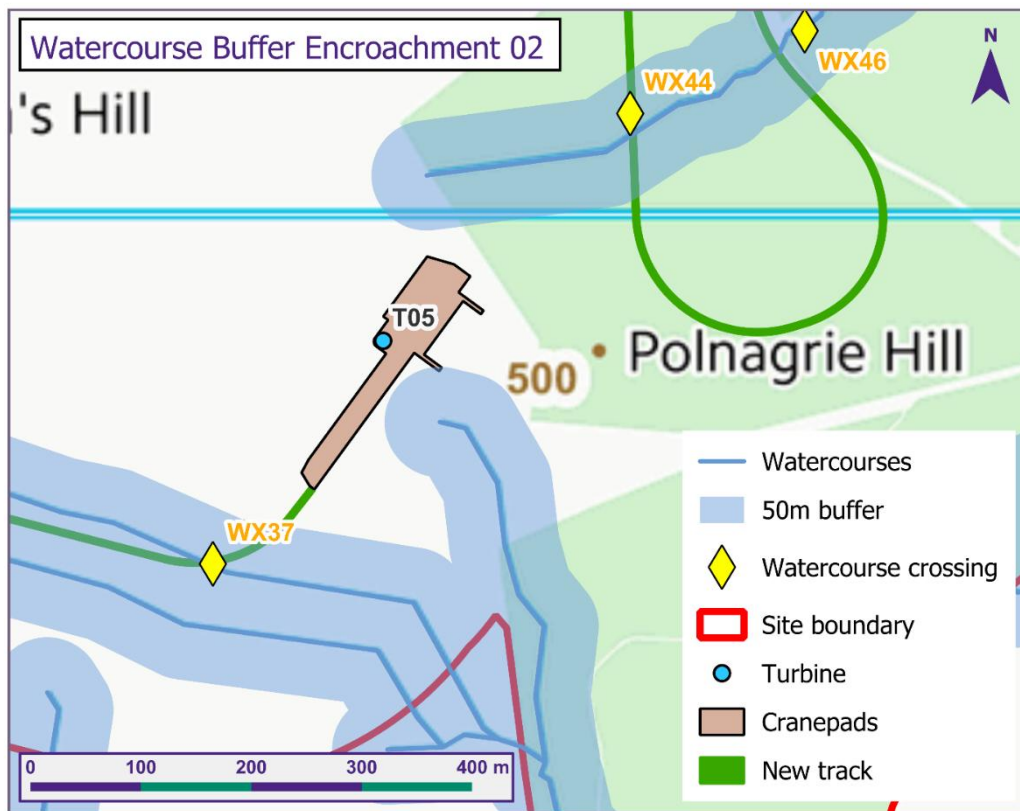 Watercourse Buffer Encroachment 02
N
WX46
WX44
's Hill
T05
Polnagrie Hill
500
WX37
Watercourses
50m buffer
Watercourse crossing
Site boundary
Turbine
Cranepads
New track
0 100 200 300 400 m